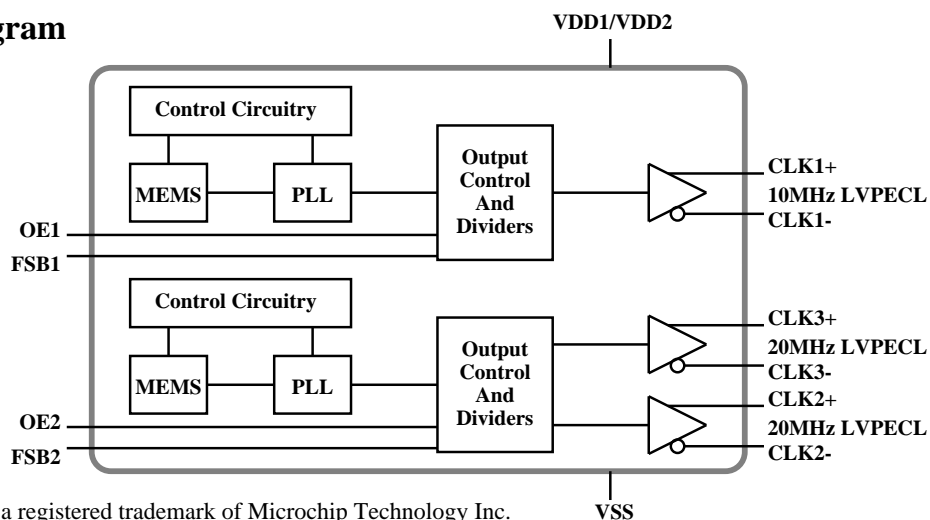 gram
VDD1/VDD2
Control Circuitry
MEMS
PLL
Output
Control
And
Dividers
CLK1+
10MHz LVPECL
CLK1-
OE1
FSB1
Control Circuitry
MEMS
PLL
Output
Control
And
Dividers
CLK3+
20MHz LVPECL
CLK3-
CLK2+
20MHz LVPECL
CLK2-
OE2
FSB2
VSS
a registered trademark of Microchip Technology Inc.